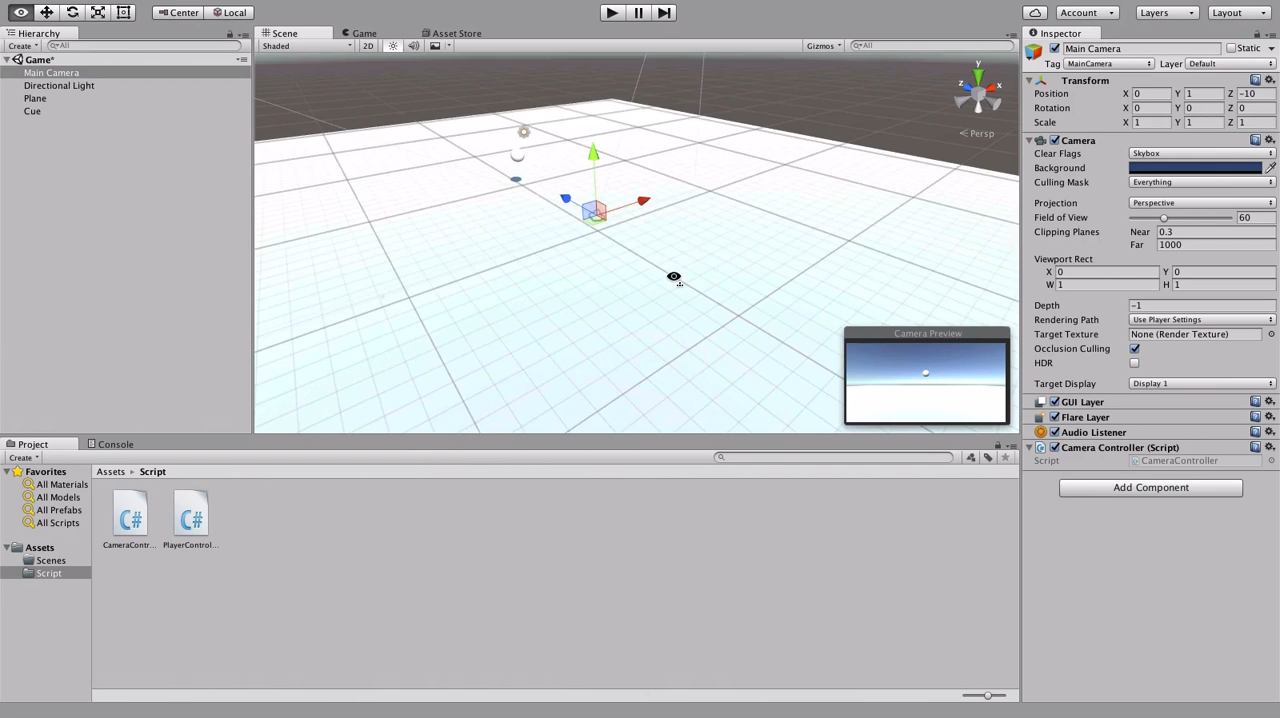 Center Local
Account Layers Layout
Hierarchy
Create All
Game*
Main Camera
Directional Light
Plane
Cue
Scene Game Asset Store
Shaded 2D Gizmos All
y
z x
Persp
Camera Preview
Inspector
Main Camera Static
Tag MainCamera Layer Default
Transform
Position X 0 Y 1 Z -10
Rotation X 0 Y 0 Z 0
Scale X 1 Y 1 Z 1
Camera
Clear Flags Skybox
Background
Culling Mask Everything
Projection Perspective
Field of View 60
Clipping Planes Near 0.3
Far 1000
Viewport Rect
X 0 Y 0
W 1 H 1
Depth -1
Rendering Path Use Player Settings
Target Texture None (Render Texture)
Occlusion Culling
HDR
Target Display Display 1
GUI Layer
Flare Layer
Audio Listener
Camera Controller (Script)
Script CameraController
Add Component
Project Console
Create
Favorites
All Materials
All Models
All Prefabs
All Scripts
Assets
Scenes
Script
Assets Script
C# C#
CameraContr... PlayerControl...